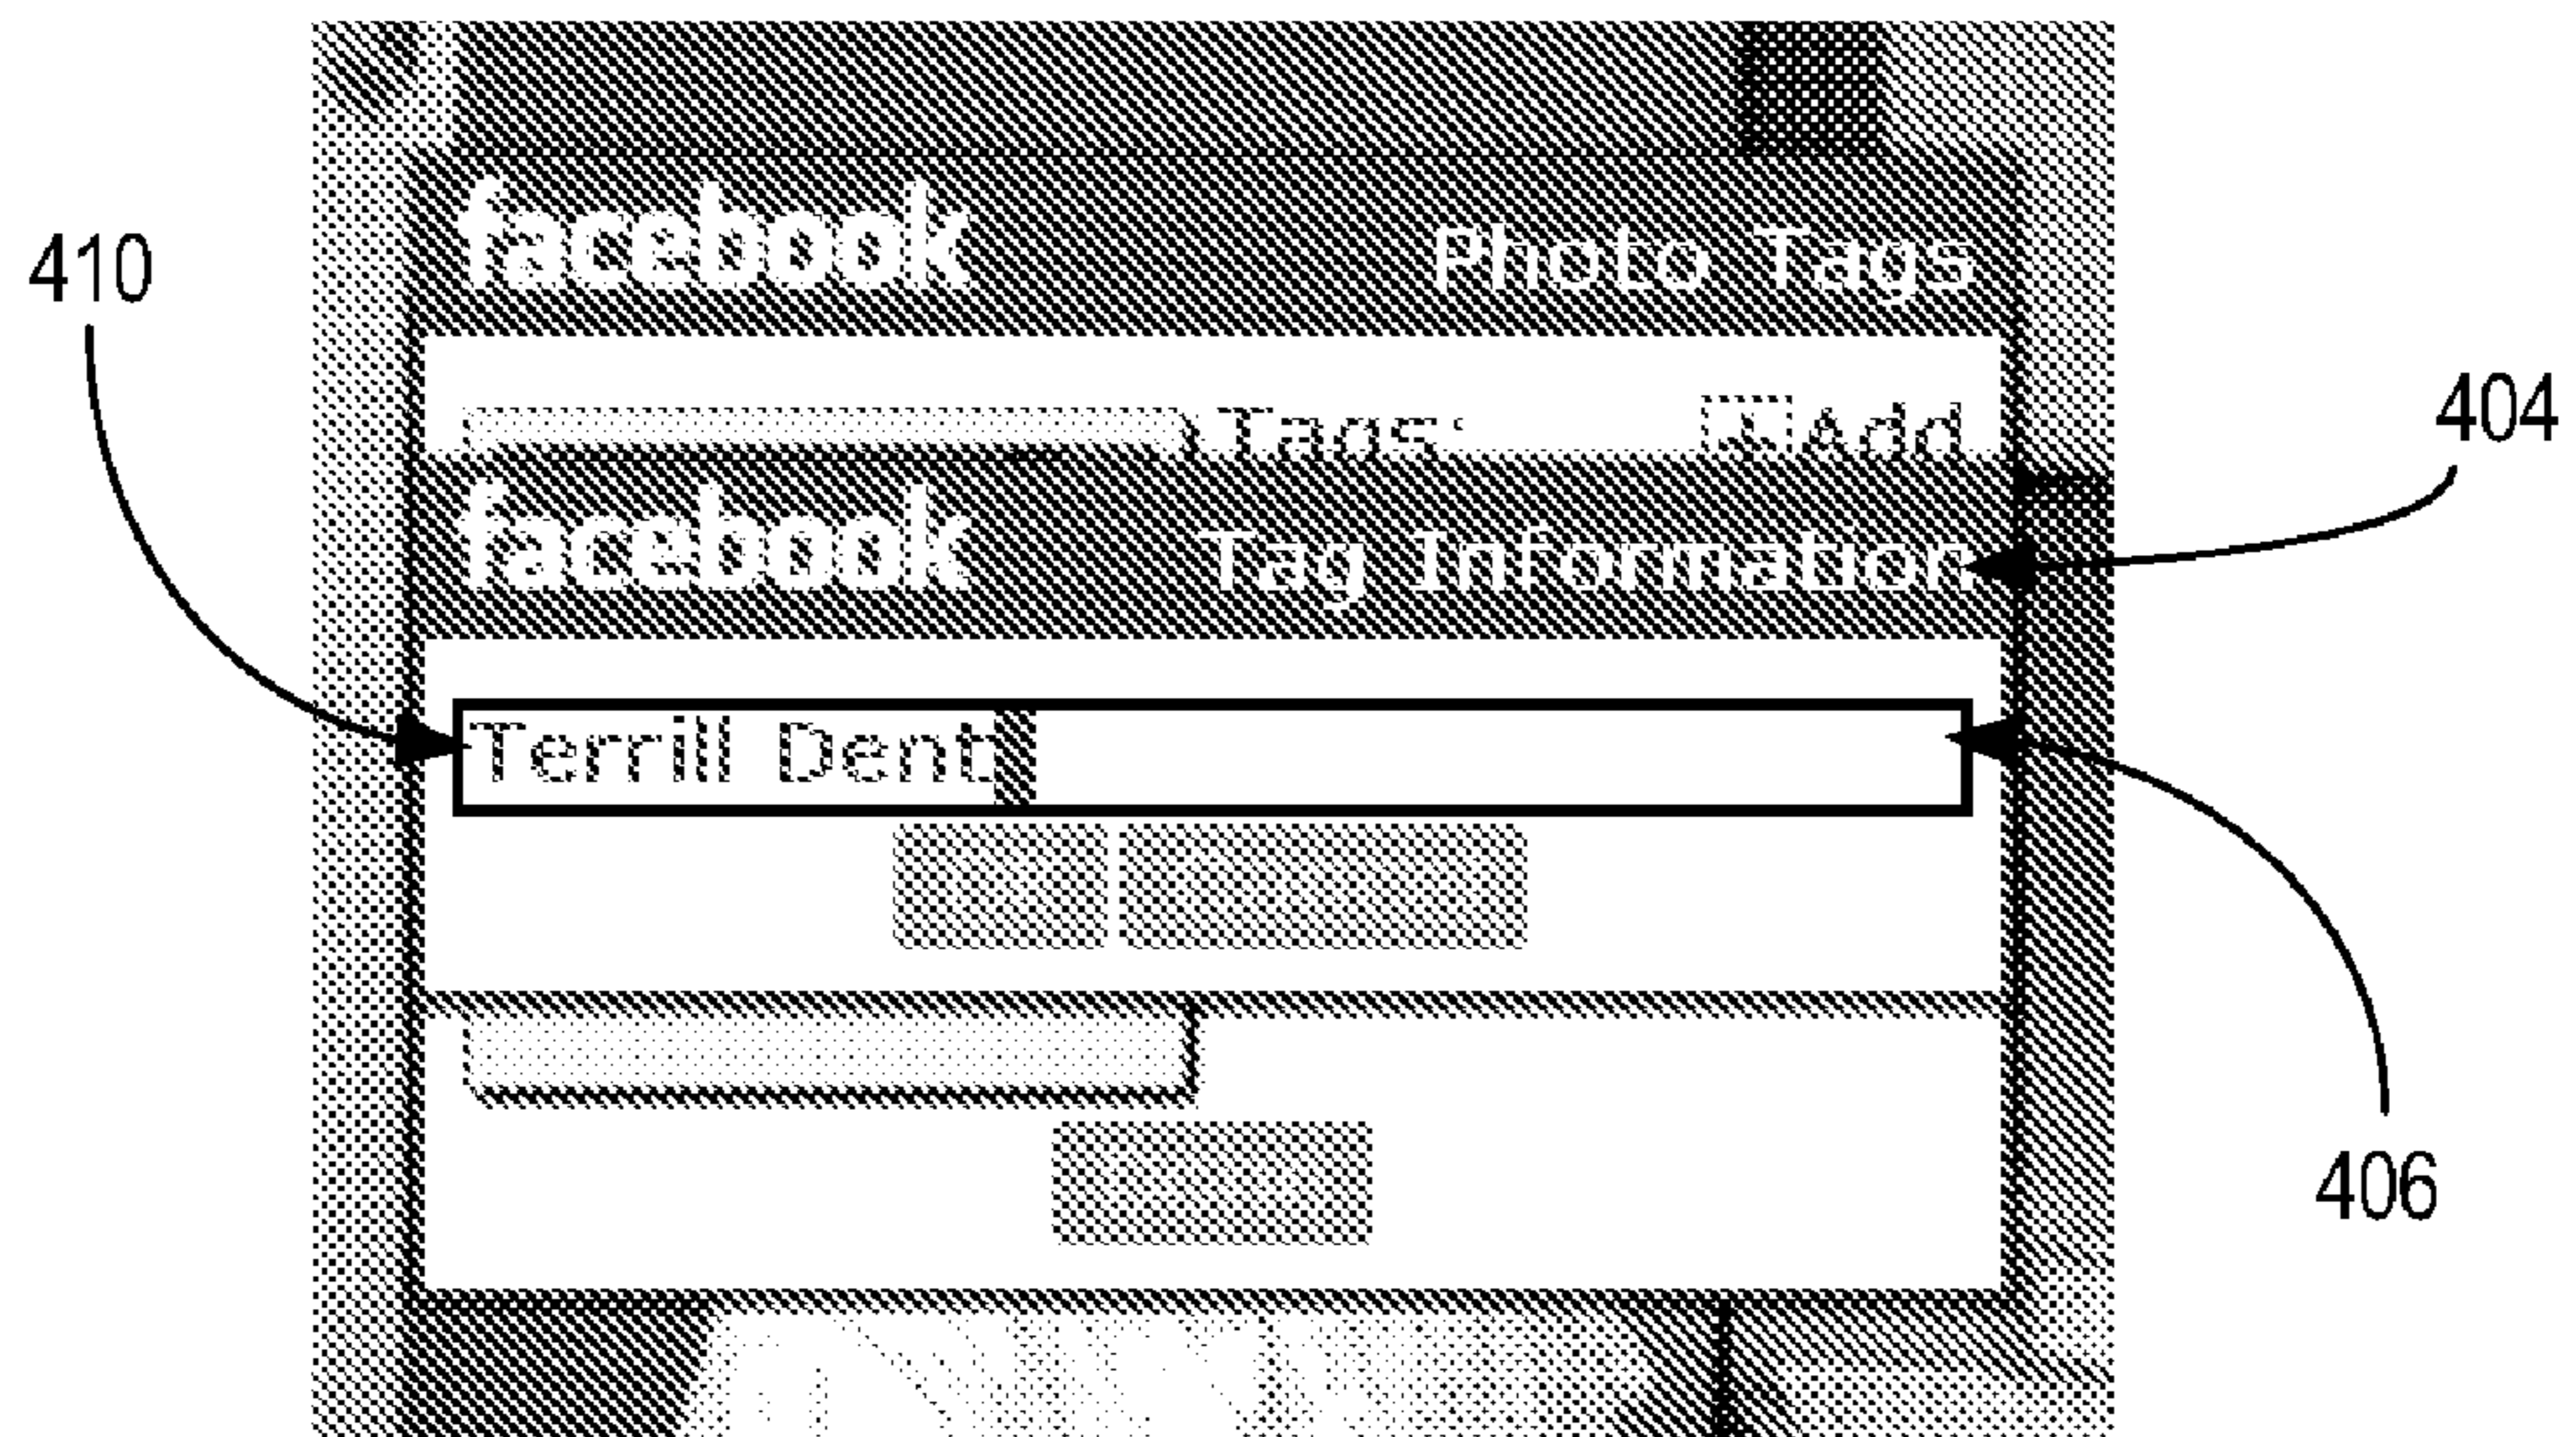 facebook Photo Tags
410
404
Tags: Add
facebook Tag Information
Terrill Dent
406